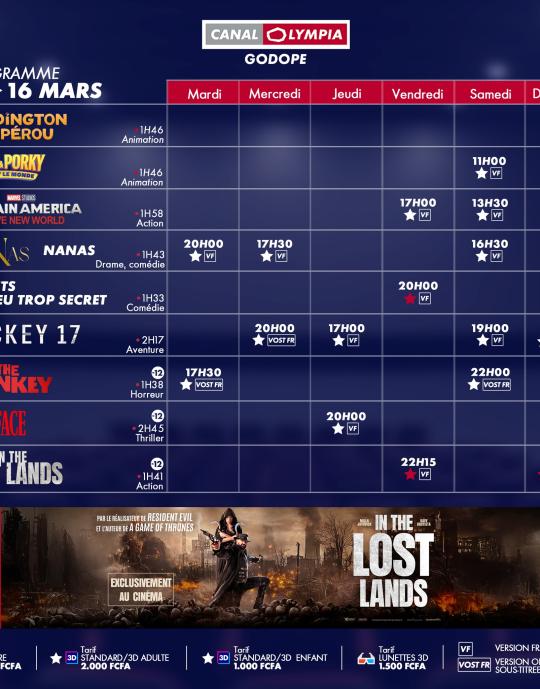 CANAL OLYMPIA
GODOPE
GRAMME
16 MARS
Mardi Mercredi Jeudi Vendredi Samedi D
DINGTON
PÉROU
1H46
Animation
PORKY
LE MONDE
1H46
Animation
11H00
VF
MARVEL STUDIOS
AIN AMERICA
VE NEW WORLD
1H58
Action
17H00 13H30
VF VF
NAS NANAS
1H43
Drame, comédie
20H00 17H30 16H30
VF VF VF
TS
EU TROP SECRET
1H33
Comédie
20H00
VF
CKEY 17
2H17
Aventure
20H00 17H00 19H00
VOST FR VF VF
THE
NKEY
-12
1H38
Horreur
17H30 22H00
VOST FR VOST FR
FACE
-12
2H45
Thriller
20H00
VF
N THE
LANDS
-12
1H41
Action
22H15
VF
PAR LE RÉALISATEUR DE RESIDENT EVIL
ET L'AUTEUR DE A GAME OF THRONES
EXCLUSIVEMENT
AU CINÉMA
IN THE
LOST
LANDS
RE
FCFA
3D Tarif
STANDARD/3D ADULTE
2.000 FCFA
3D Tarif
STANDARD/3D ENFANT
1.000 FCFA
Tarif
LUNETTES 3D
1.500 FCFA
VF VERSION FR
VOST FR VERSION O
SOUS-TITRÉE